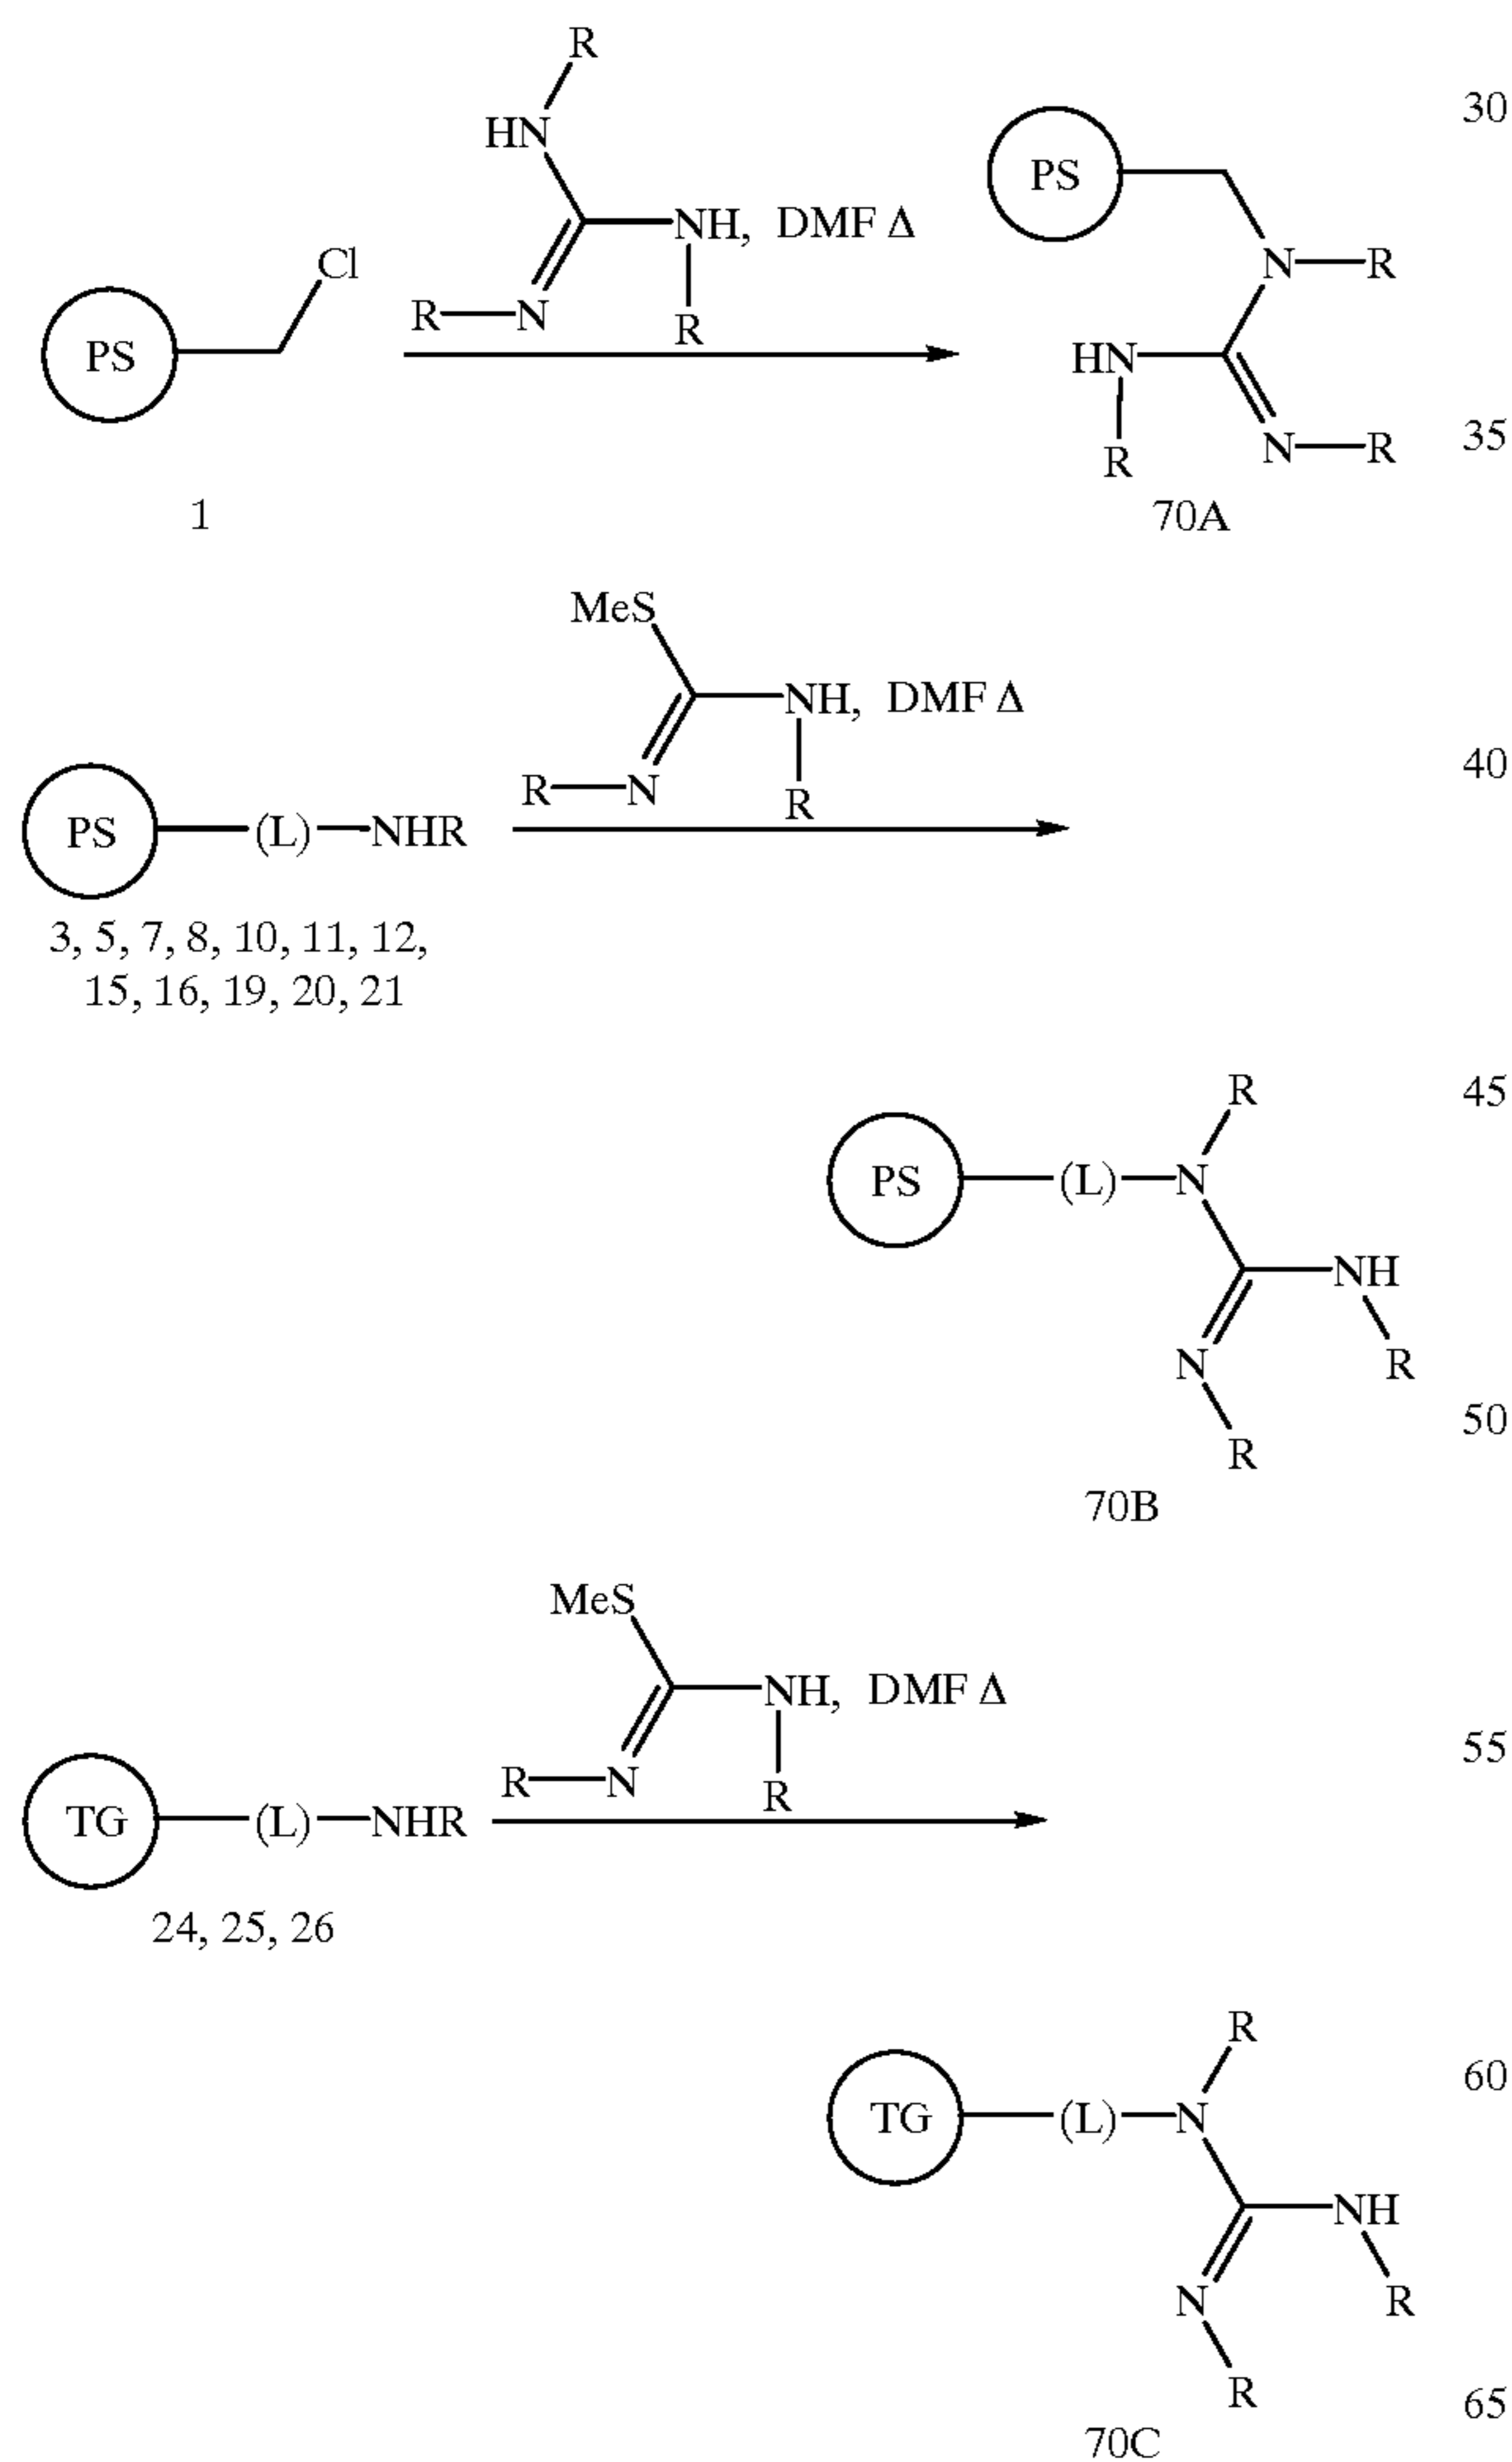 R
HN
30
PS
NH, DMF Δ
Cl
N—R
R—N
R
PS
HN
35
N—R
R
1
70A
MeS
NH, DMF Δ
40
R—N
R
PS—(L)—NHR
3, 5, 7, 8, 10, 11, 12,
15, 16, 19, 20, 21
R
45
PS—(L)—N
NH
N
R
50
R
70B
MeS
NH, DMF Δ
55
R—N
R
TG—(L)—NHR
24, 25, 26
R
60
TG—(L)—N
NH
N
R
R
65
70C